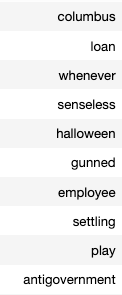 columbus
loan
whenever
senseless
halloween
gunned
employee
settling
play
antigovernment